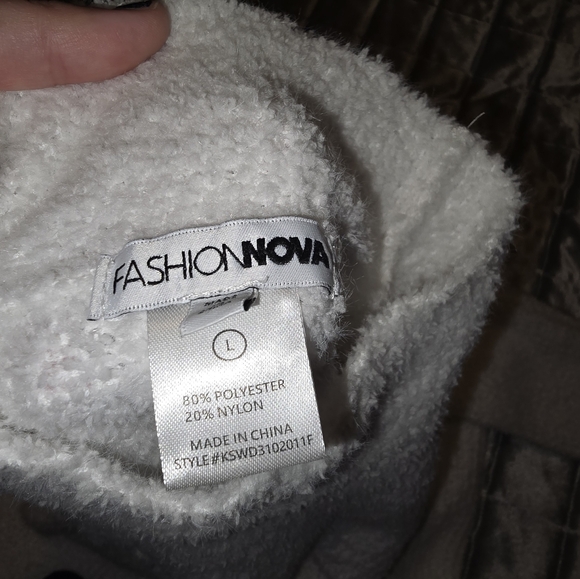 FASHIONNOVA
L
80% POLYESTER
20% NYLON
MADE IN CHINA
STYLE#KSWD3102011F